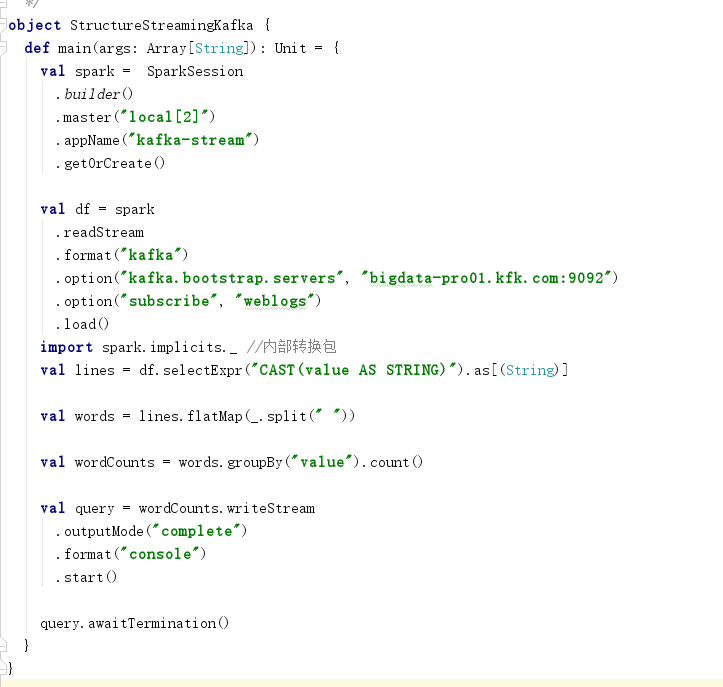 */
object StructureStreamingKafka {
  def main(args: Array[String]): Unit = {
    val spark =  SparkSession
      .builder()
      .master("local[2]")
      .appName("kafka-stream")
      .getOrCreate()

    val df = spark
      .readStream
      .format("kafka")
      .option("kafka.bootstrap.servers", "bigdata-pro01.kfk.com:9092")
      .option("subscribe", "weblogs")
      .load()
    import spark.implicits._ //内部转换包
    val lines = df.selectExpr("CAST(value AS STRING)").as[(String)]

    val words = lines.flatMap(_.split(" "))

    val wordCounts = words.groupBy("value").count()

    val query = wordCounts.writeStream
      .outputMode("complete")
      .format("console")
      .start()

    query.awaitTermination()
  }
}